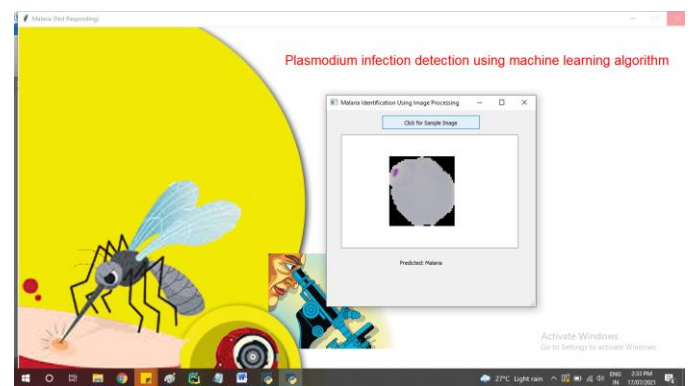 Malaria (Not Responding)
Plasmodium infection detection using machine learning algorithm
Malaria Identification Using Image Processing
Click for Sample Image
Predicted: Malaria
Activate Windows
Go to Settings to activate Windows.
27°C Light rain
ENG
IN
2:33 PM
17/07/2021